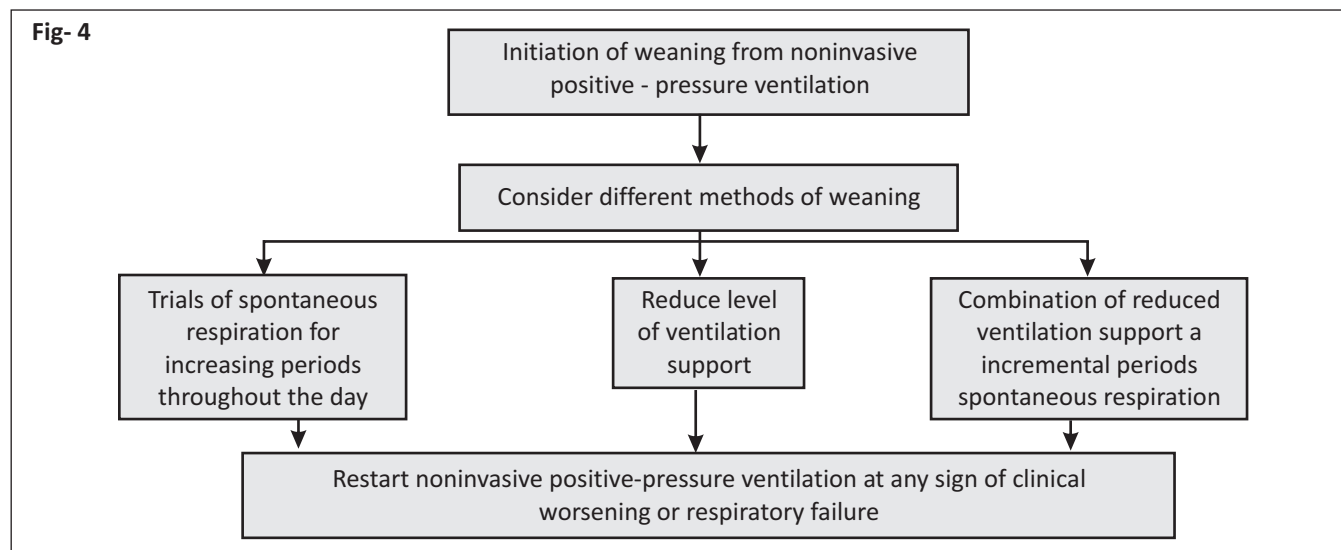 Fig- 4
Initiation of weaning from noninvasive
positive - pressure ventilation
Consider different methods of weaning
Trials of spontaneous
respiration for
increasing periods
throughout the day
Reduce level
of ventilation
support
Combination of reduced
ventilation support a
incremental periods
spontaneous respiration
Restart noninvasive positive-pressure ventilation at any sign of clinical
worsening or respiratory failure